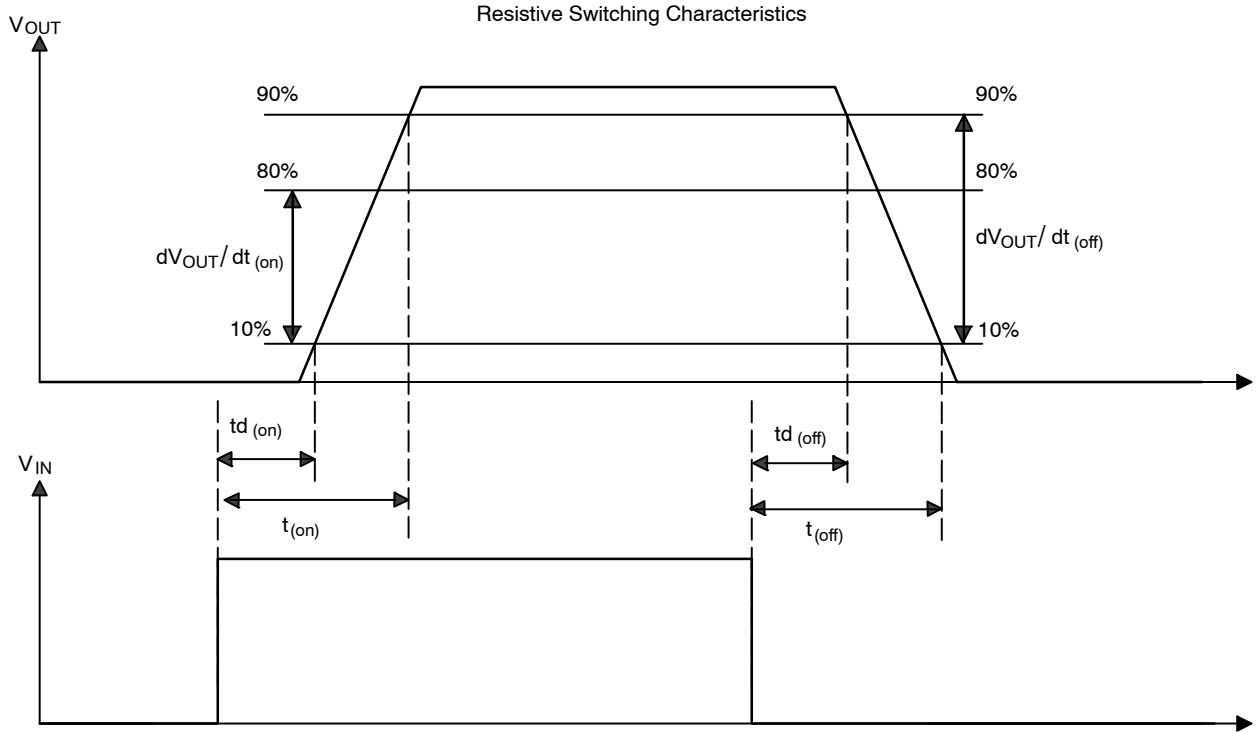 Resistive Switching Characteristics
VOUT
90%
90%
80%
80%
dVOUT/ dt (on)
dVOUT/ dt (off)
10%
10%
td (on)
td (off)
VIN
t(on)
t(off)